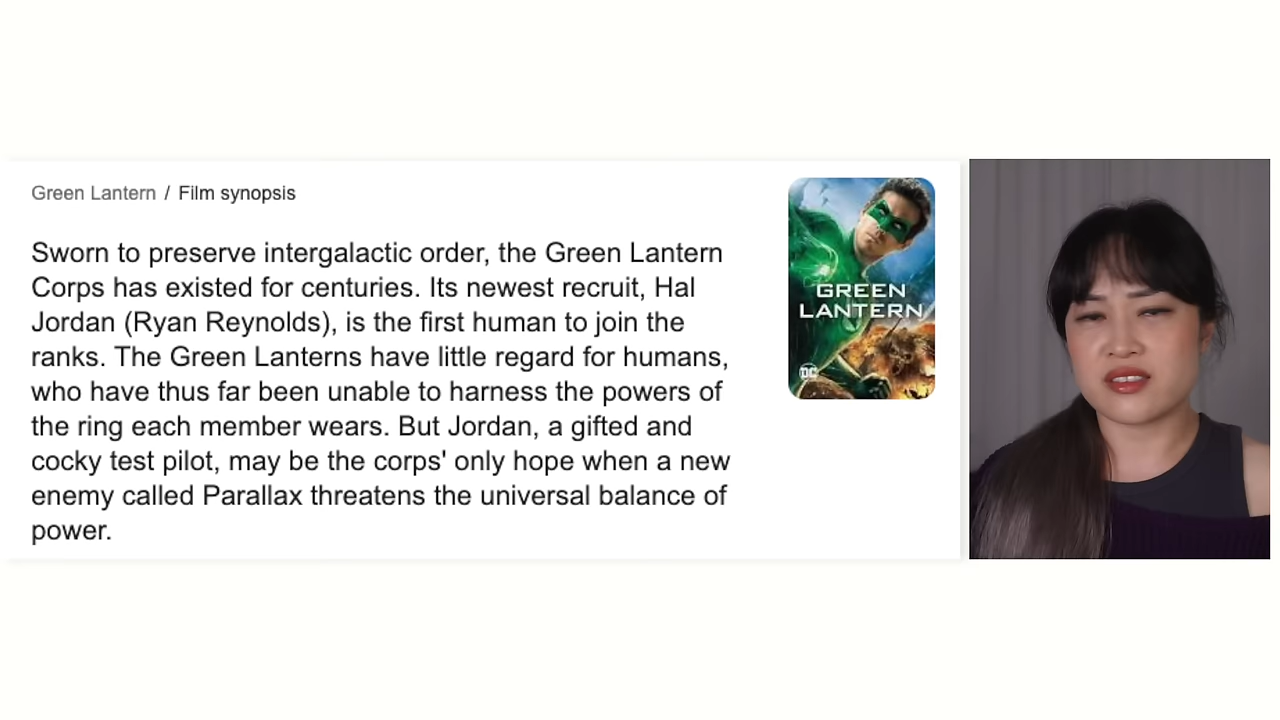 Green Lantern / Film synopsis
Sworn to preserve intergalactic order, the Green Lantern
Corps has existed for centuries. Its newest recruit, Hal
Jordan (Ryan Reynolds), is the first human to join the
ranks. The Green Lanterns have little regard for humans,
who have thus far been unable to harness the powers of
the ring each member wears. But Jordan, a gifted and
cocky test pilot, may be the corps' only hope when a new
enemy called Parallax threatens the universal balance of
power.
GREEN
LANTERN
DC